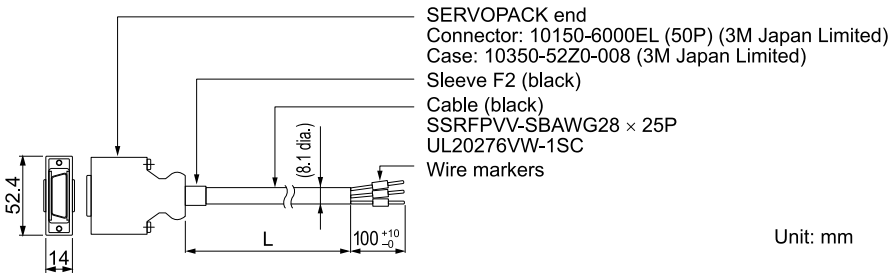 SERVOPACK end
Connector: 10150-6000EL (50P) (3M Japan Limited)
Case: 10350-52Z0-008 (3M Japan Limited)
Sleeve F2 (black)
Cable (black)
SSRFPVV-SBAWG28 × 25P
UL20276VW-1SC
Wire markers
(8.1 dia.)
52.4
14
L
100 +10 −0
Unit: mm